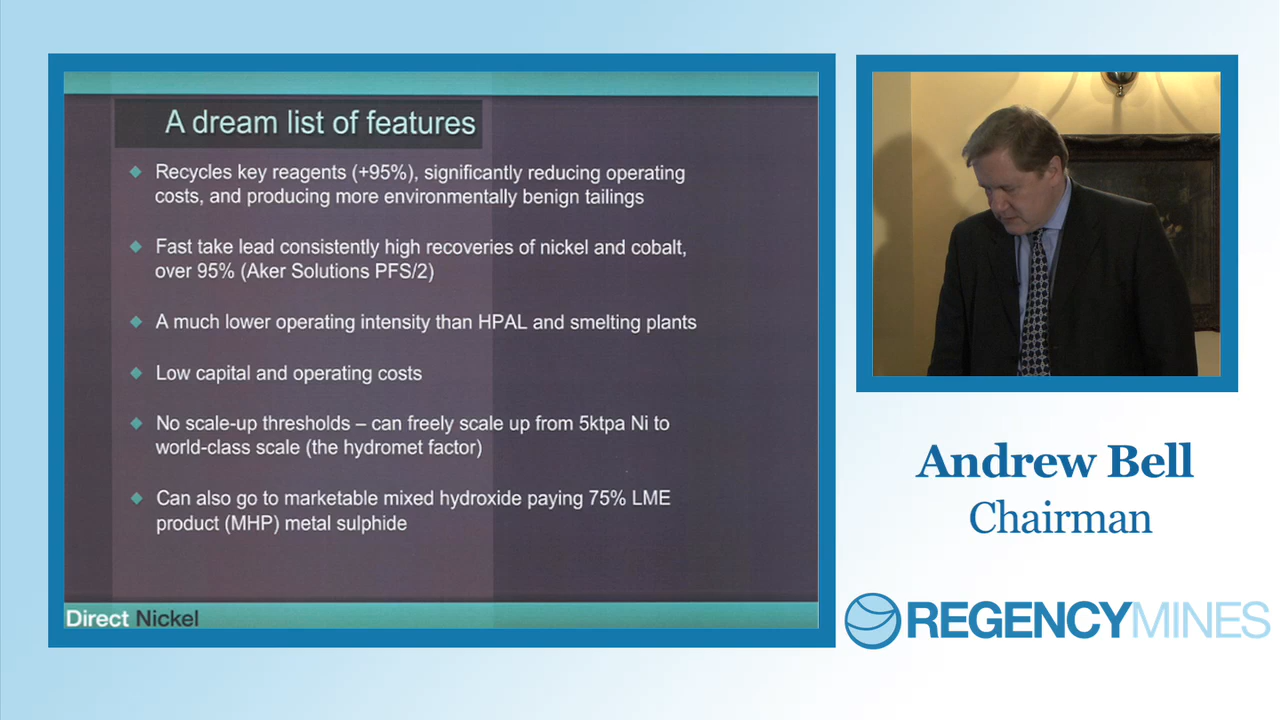 A dream list of features
◆ Recycles key reagents (+95%), significantly reducing operating
costs, and producing more environmentally benign tailings
◆ Fast take lead consistently high recoveries of nickel and cobalt,
over 95% (Aker Solutions PFS/2)
◆ A much lower operating intensity than HPAL and smelting plants
◆ Low capital and operating costs
◆ No scale-up thresholds – can freely scale up from 5ktpa Ni to
world-class scale (the hydromet factor)
◆ Can also go to marketable mixed hydroxide paying 75% LME
product (MHP) metal sulphide
Direct Nickel
Andrew Bell
Chairman
REGENCYMINES